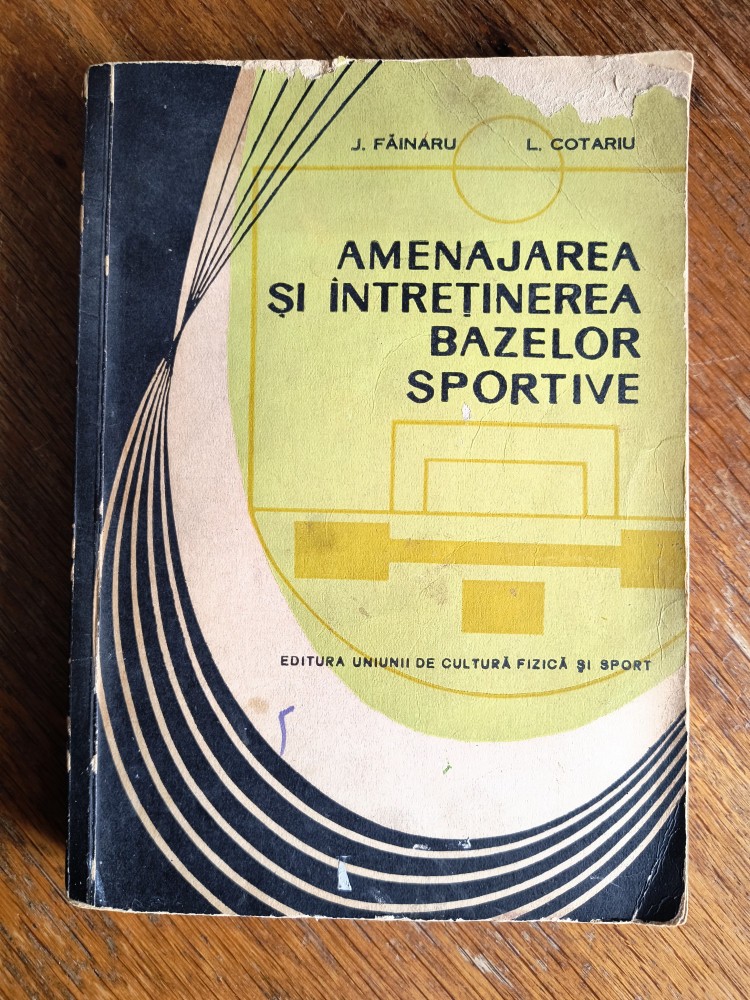 J. FĂINARU L. COTARIU
AMENAJAREA
ȘI ÎNTREȚINEREA
BAZELOR
SPORTIVE
EDITURA UNIUNII DE CULTURĂ FIZICĂ ȘI SPORT